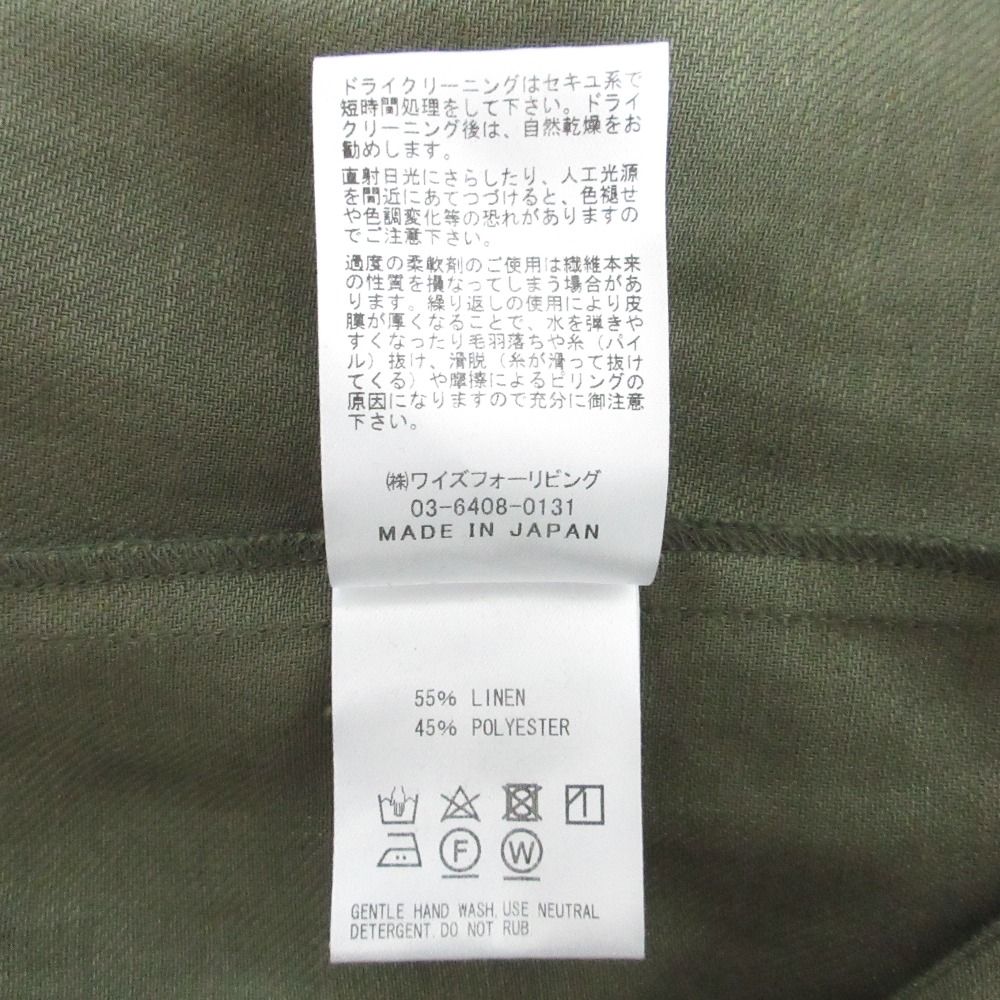 ドライクリーニングはセキユ系で
短時間処理をして下さい。ドライ
クリーニング後は、自然乾燥をお
勧めします。
直射日光にさらしたり、人工光源
を間近にあてつづけると、色褪せ
や色調変化等の恐れがありますの
でご注意下さい。
過度の柔軟剤のご使用は繊維本来
の性質を損なってしまう場合があ
ります。繰り返しの使用により皮
膜が厚くなることで、水を弾きや
すくなったり毛羽落ちや糸（パイ
ル）抜け、滑脱（糸が滑って抜け
てくる）や摩擦によるピリングの
原因になりますので充分に御注意
下さい。
㈱ワイズフォーリビング
03-6408-0131
MADE IN JAPAN
55% LINEN
45% POLYESTER
F W
GENTLE HAND WASH.USE NEUTRAL
DETERGENT.DO NOT RUB